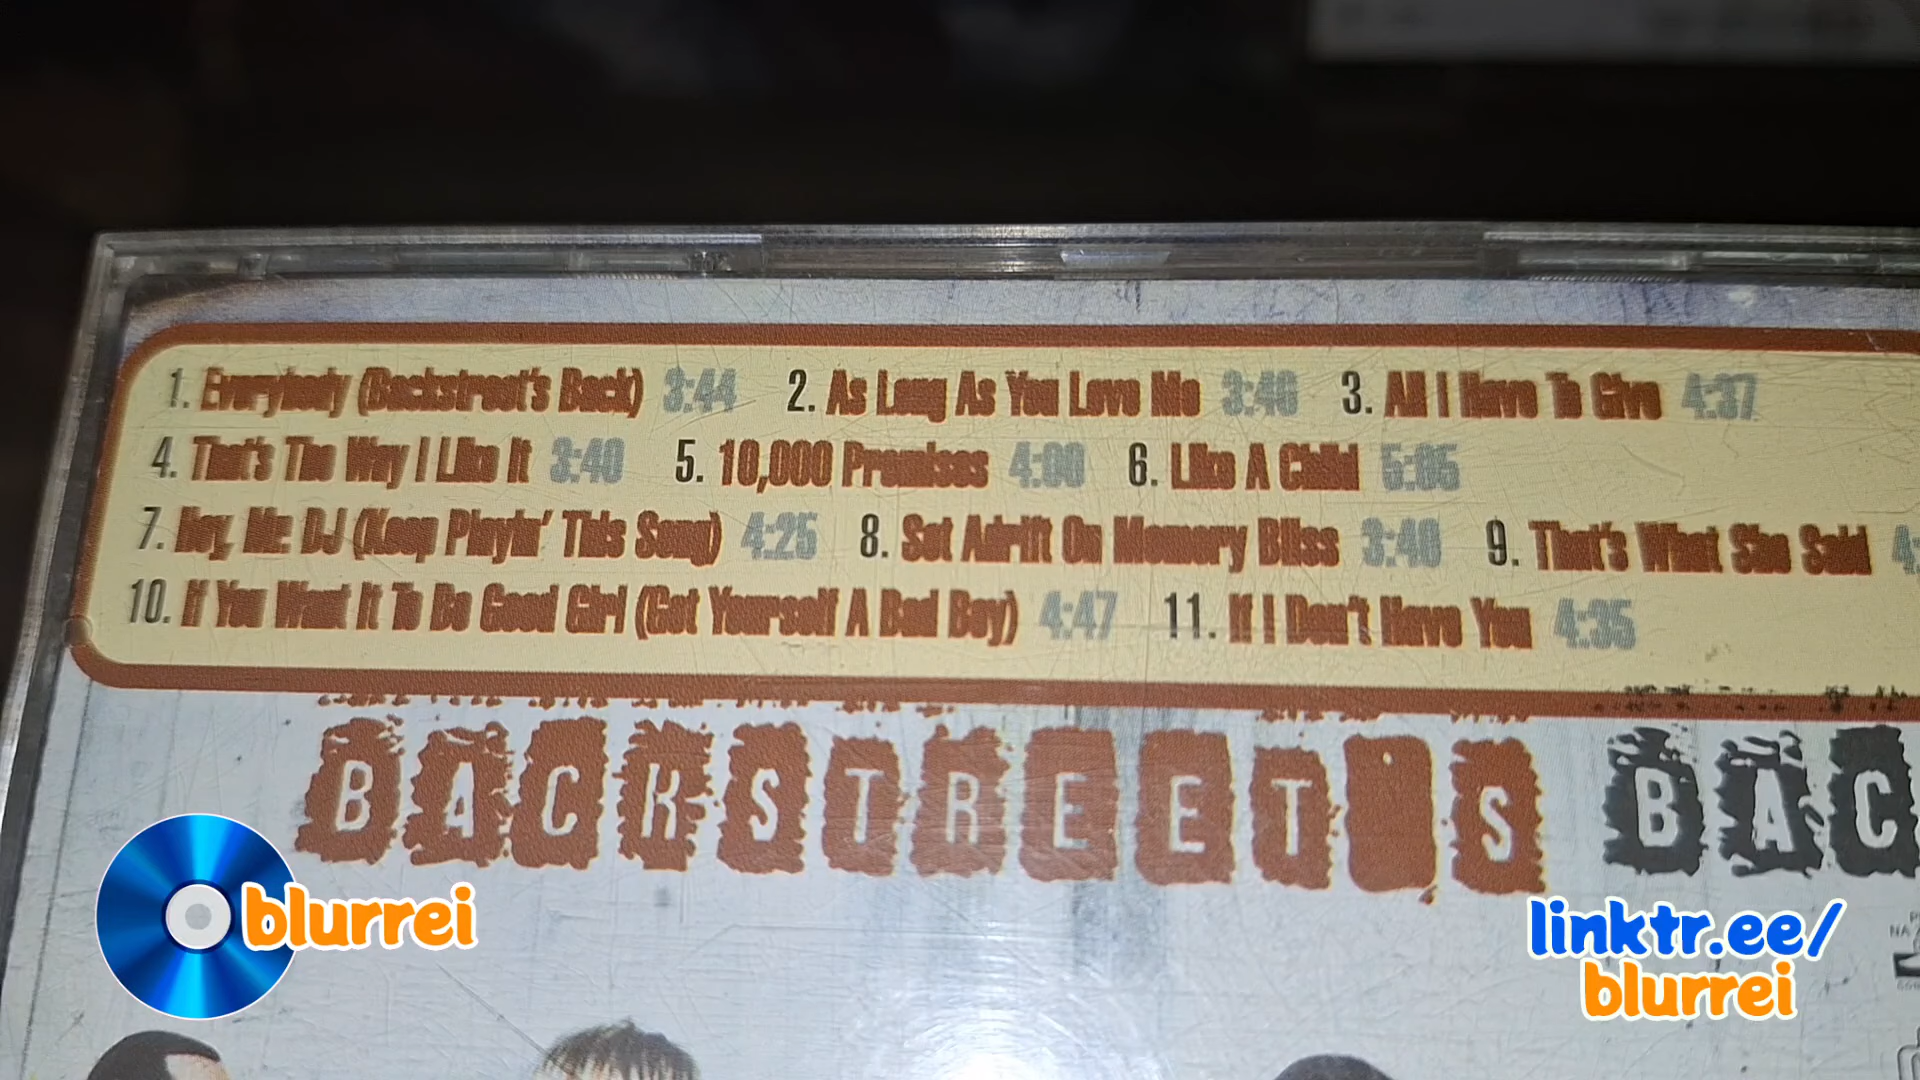 1. Everybody (Backstreet's Back) 3:44 2. As Long As You Love Me 3:40 3. All I Have To Give 4:37
4. That's The Way I Like It 3:40 5. 10,000 Promises 4:00 6. Like A Child 5:05
7. Hey, Mr. DJ (Keep Playin' This Song) 4:25 8. Set Adrift On Memory Bliss 3:40 9. That's What She Said 4:
10. If You Want It To Be Good Girl (Get Yourself A Bad Boy) 4:47 11. If I Don't Have You 4:35
BACKSTREET'S BAC
blurrei
linktr.ee/
blurrei